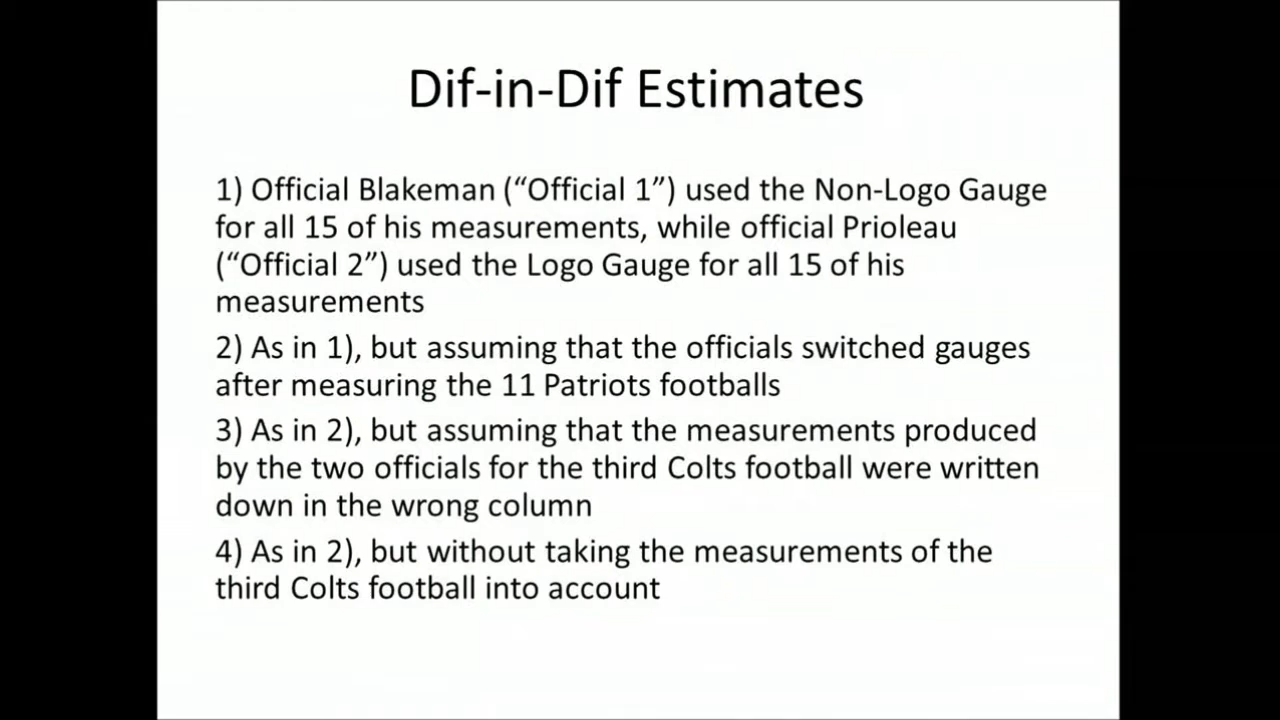 Dif-in-Dif Estimates
1) Official Blakeman (“Official 1”) used the Non-Logo Gauge
for all 15 of his measurements, while official Prioleau
(“Official 2”) used the Logo Gauge for all 15 of his
measurements
2) As in 1), but assuming that the officials switched gauges
after measuring the 11 Patriots footballs
3) As in 2), but assuming that the measurements produced
by the two officials for the third Colts football were written
down in the wrong column
4) As in 2), but without taking the measurements of the
third Colts football into account